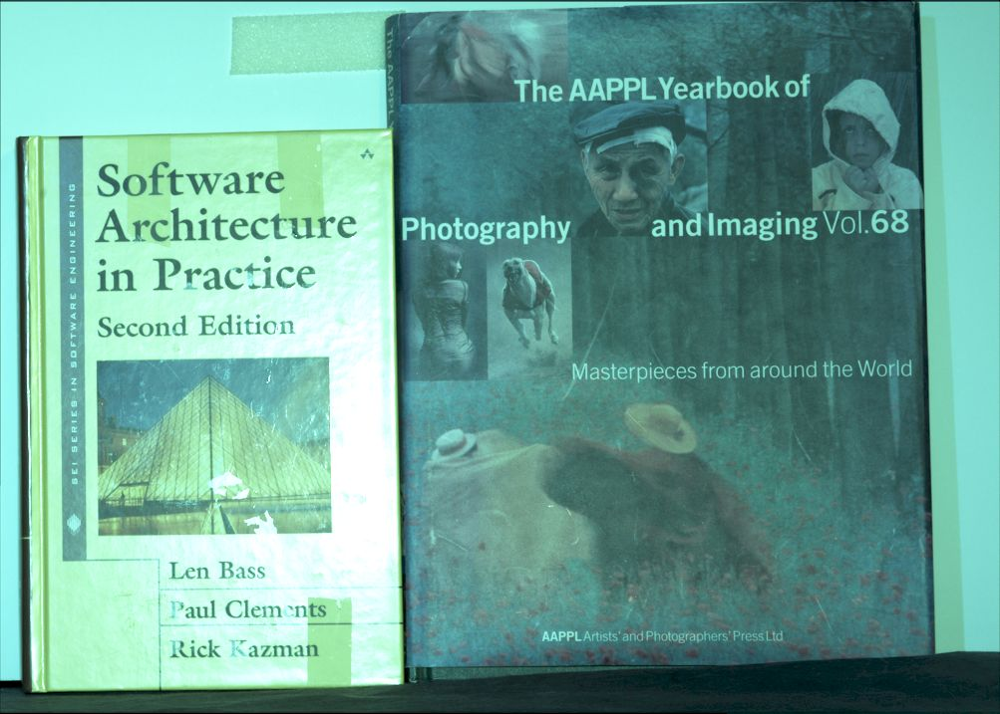 SEI SERIES IN SOFTWARE ENGINEERING
Software
Architecture
in Practice
Second Edition
Len Bass
Paul Clements
Rick Kazman
The AAPPL
The AAPPL Yearbook of
Photography and Imaging Vol.68
Masterpieces from around the World
AAPPL Artists' and Photographers' Press Ltd